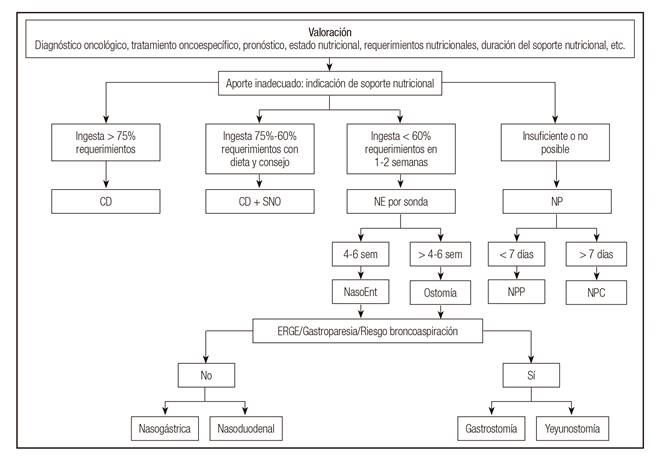 Valoración
Diagnóstico oncológico, tratamiento oncoespecífico, pronóstico, estado nutricional, requerimientos nutricionales, duración del soporte nutricional, etc.
Aporte inadecuado: indicación de soporte nutricional
Ingesta > 75%
requerimientos
Ingesta 75%-60%
requerimientos con
dieta y consejo
Ingesta < 60%
requerimientos en
1-2 semanas
Insuficiente o no
posible
CD
CD + SNO
NE por sonda
NP
4-6 sem
> 4-6 sem
< 7 días
> 7 días
NasoEnt
Ostomía
NPP
NPC
ERGE/Gastroparesia/Riesgo broncoaspiración
No
Sí
Nasogástrica
Nasoduodenal
Gastrostomía
Yeyunostomía